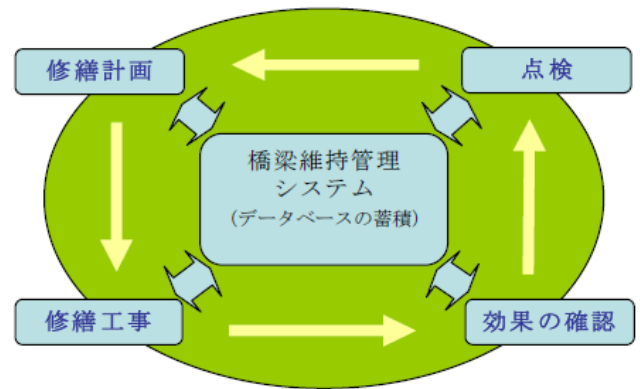 修繕計画
点検
橋梁維持管理
システム
(データベースの蓄積)
修繕工事
効果の確認